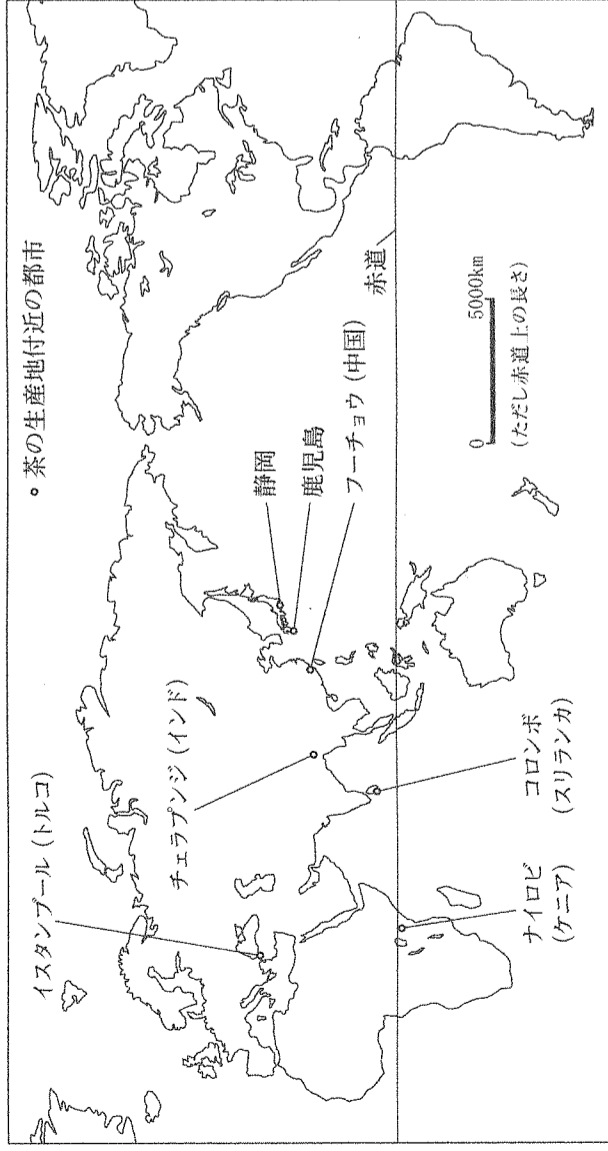 ○ 茶の生産地付近の都市
イスタンブール (トルコ)
チェラプンジ (インド)
静岡
鹿児島
フーチョウ (中国)
赤道
ナイロビ
(ケニア)
コロンボ
(スリランカ)
0 5000km
(ただし赤道上の長さ)